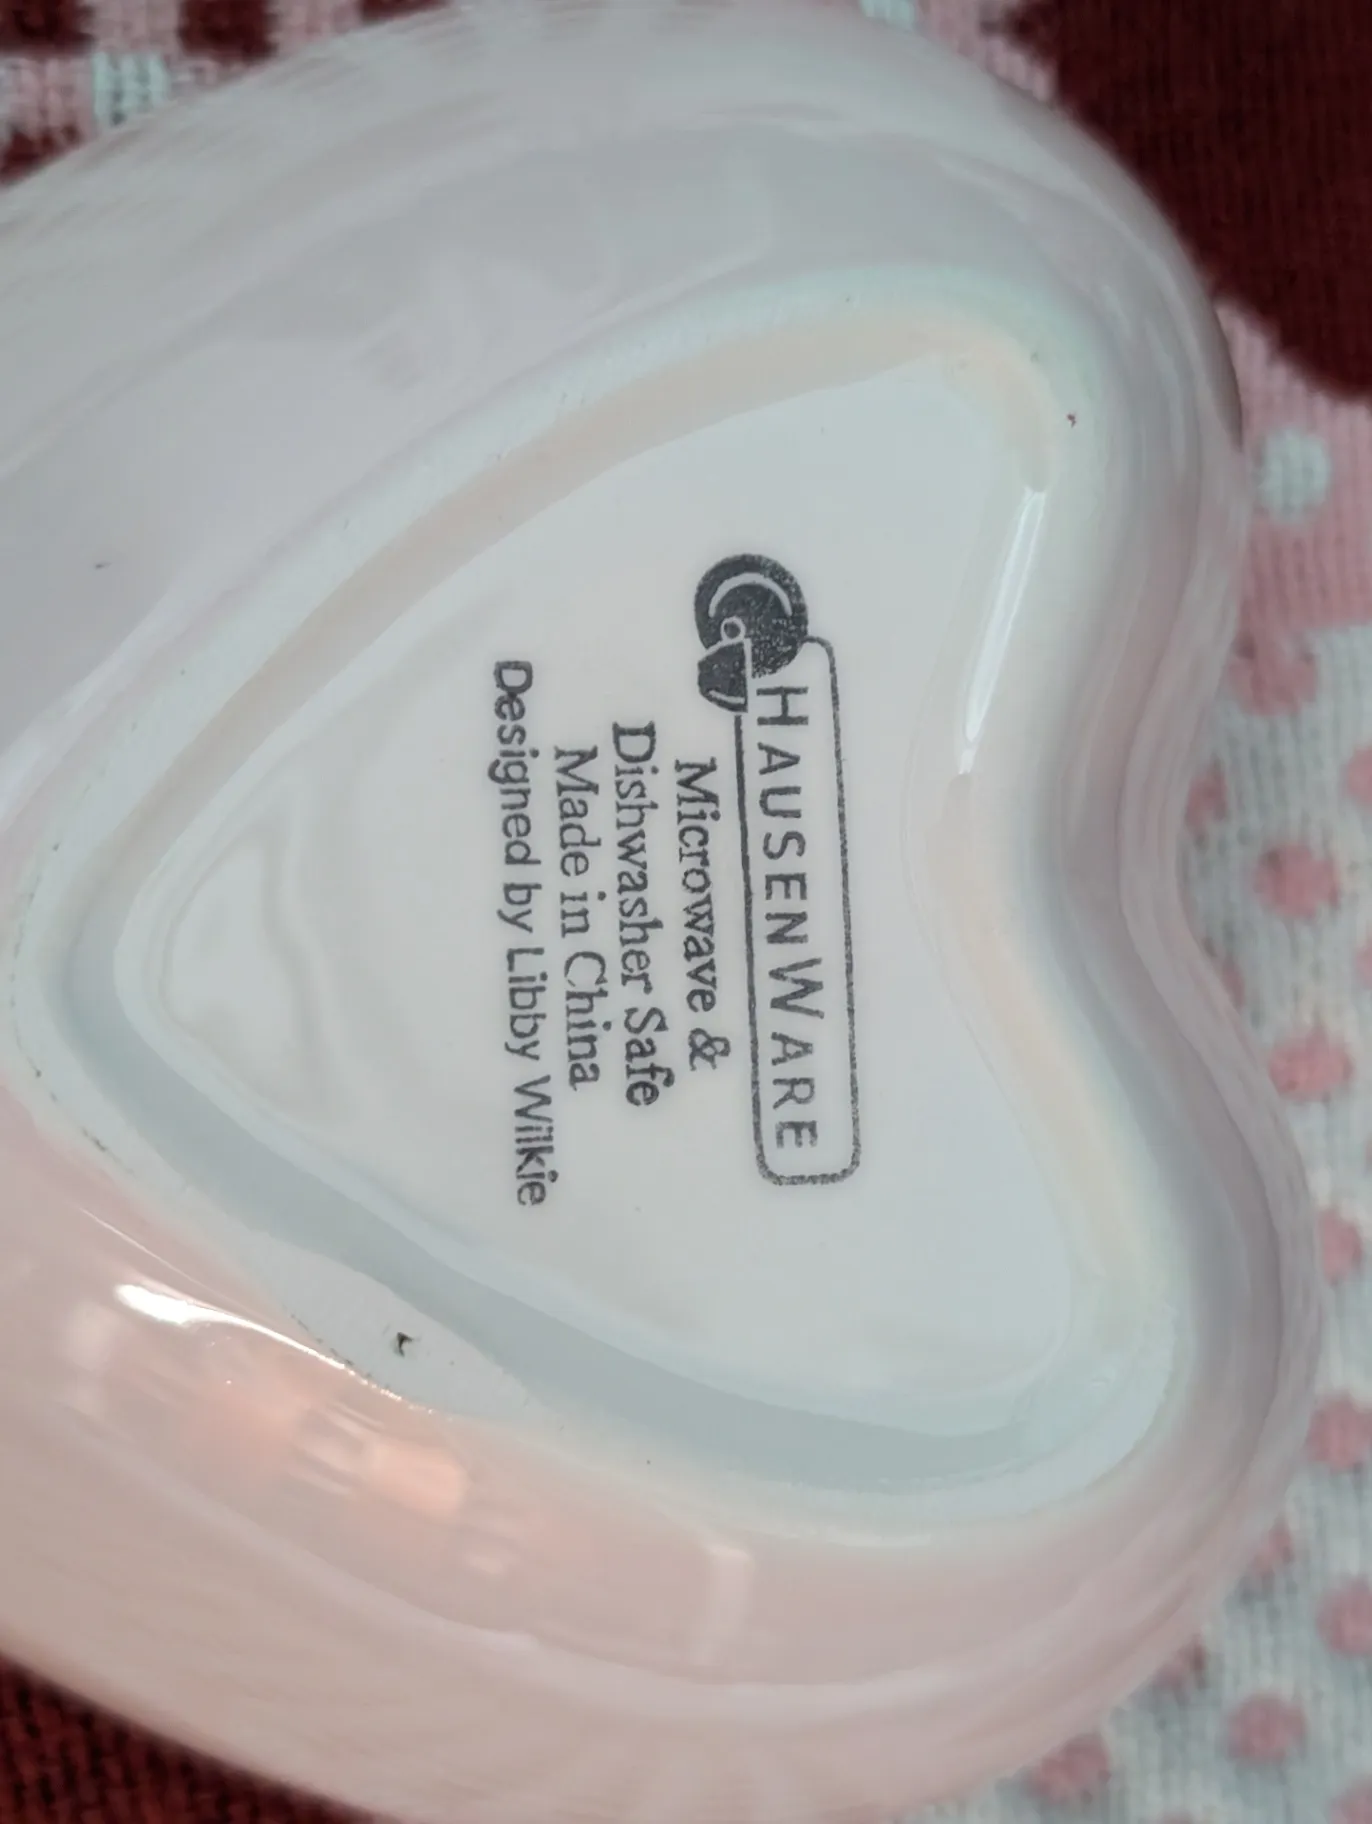 HAUSENWARE
Microwave &
Dishwasher Safe
Made in China
Designed by Libby Wilkie